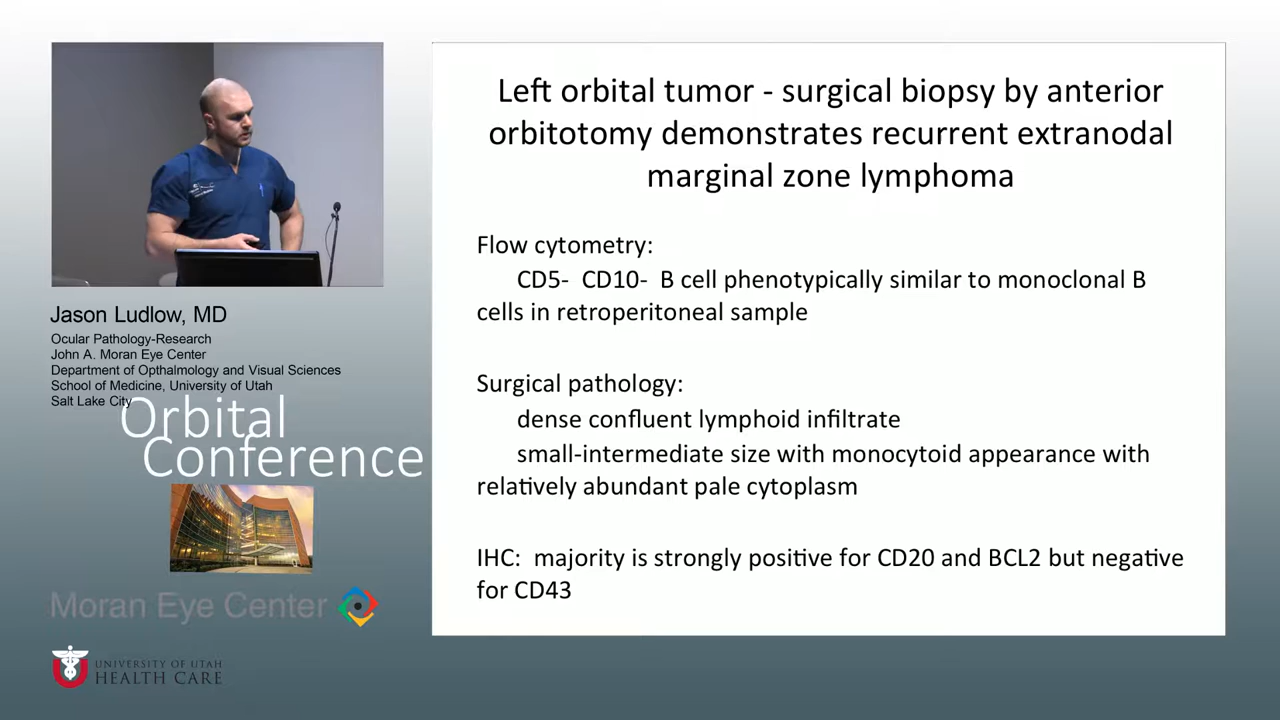 Left orbital tumor - surgical biopsy by anterior
orbitotomy demonstrates recurrent extranodal
marginal zone lymphoma
Flow cytometry:
CD5- CD10- B cell phenotypically similar to monoclonal B
cells in retroperitoneal sample
Surgical pathology:
dense confluent lymphoid infiltrate
small-intermediate size with monocytoid appearance with
relatively abundant pale cytoplasm
IHC: majority is strongly positive for CD20 and BCL2 but negative
for CD43
Jason Ludlow, MD
Ocular Pathology-Research
John A. Moran Eye Center
Department of Opthalmology and Visual Sciences
School of Medicine, University of Utah
Salt Lake City
Orbital
Conference
Moran Eye Center
UNIVERSITY OF UTAH
HEALTH CARE